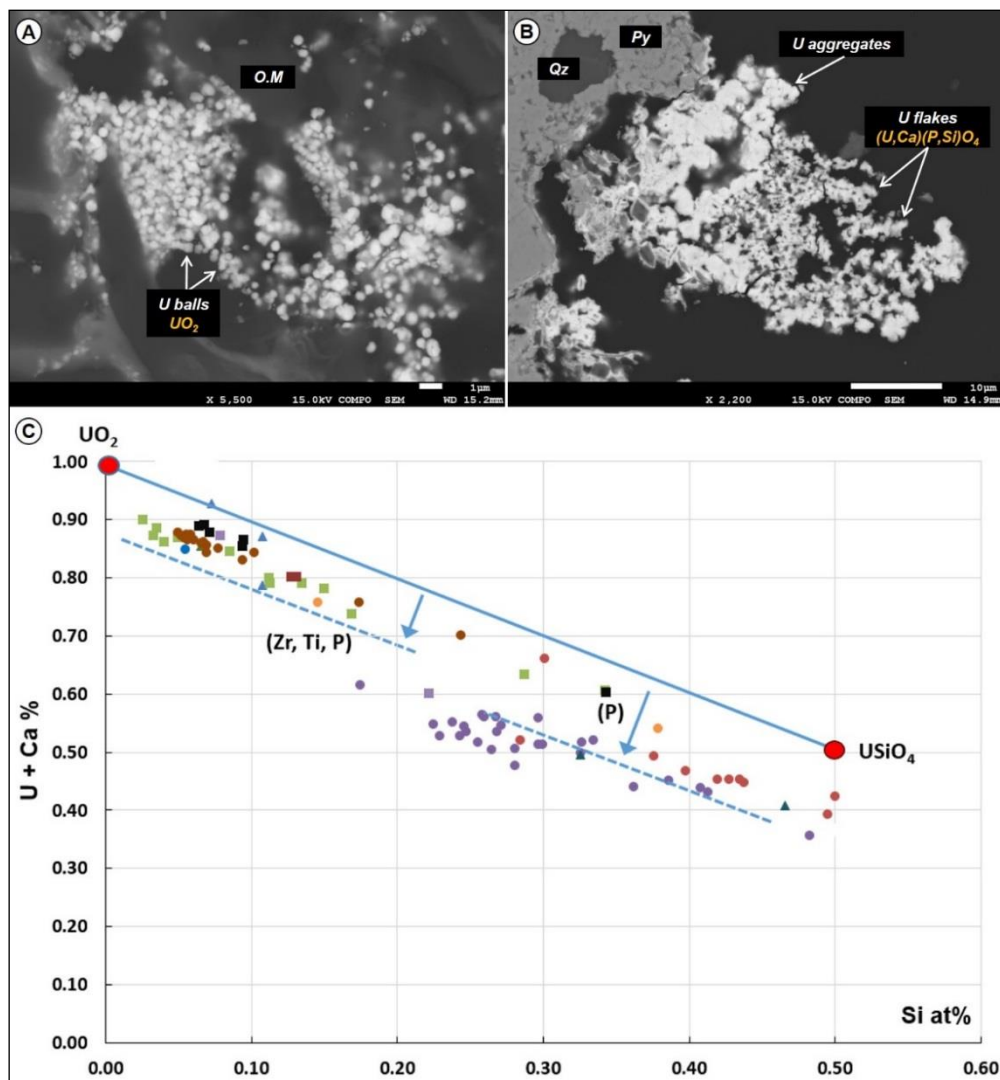 A
O.M
U balls
UO₂
X 5,500 15.0kV COMPO SEM 1µm WD 15.2mm
B
Py
Qz
U aggregates
U flakes
(U,Ca)(P,Si)O₄
X 2,200 15.0kV COMPO SEM 10µm WD 14.9mm
C
UO₂
1.00
0.90
0.80
0.70
0.60
0.50
0.40
0.30
0.20
0.10
0.00
U + Ca %
(Zr, Ti, P)
(P)
USiO₄
Si at%
0.00 0.10 0.20 0.30 0.40 0.50 0.60